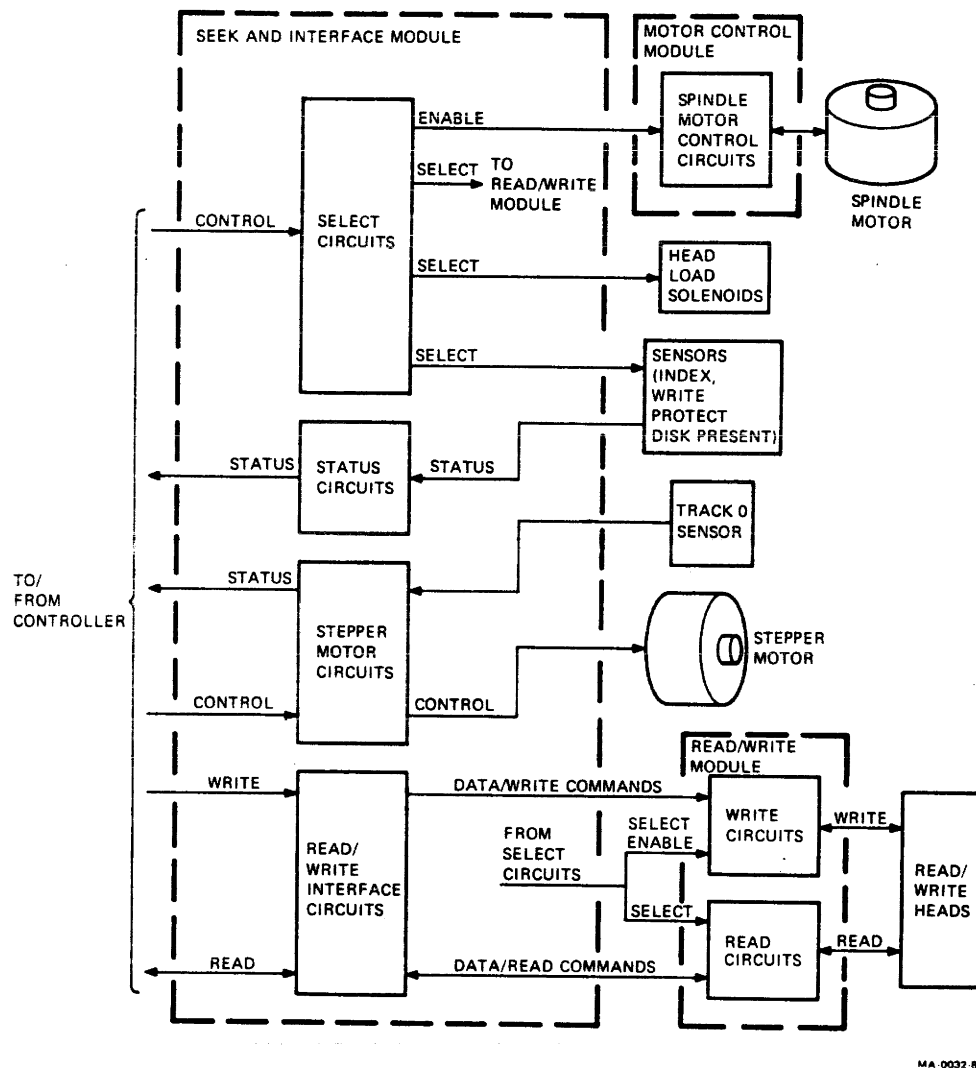 SEEK AND INTERFACE MODULE
MOTOR CONTROL
MODULE
ENABLE
SPINDLE
MOTOR
CONTROL
CIRCUITS
SPINDLE
MOTOR
SELECT
TO
READ/WRITE
MODULE
CONTROL
SELECT
CIRCUITS
SELECT
HEAD
LOAD
SOLENOIDS
SELECT
SENSORS
(INDEX,
WRITE
PROTECT
DISK PRESENT)
STATUS
STATUS
CIRCUITS
STATUS
TRACK 0
SENSOR
TO/
FROM
CONTROLLER
STATUS
STEPPER
MOTOR
CIRCUITS
STEPPER
MOTOR
CONTROL
CONTROL
READ/WRITE
MODULE
WRITE
DATA/WRITE COMMANDS
WRITE
CIRCUITS
WRITE
READ/
WRITE
INTERFACE
CIRCUITS
FROM
SELECT
CIRCUITS
SELECT
ENABLE
READ/
WRITE
HEADS
SELECT
READ
CIRCUITS
READ
READ
DATA/READ COMMANDS